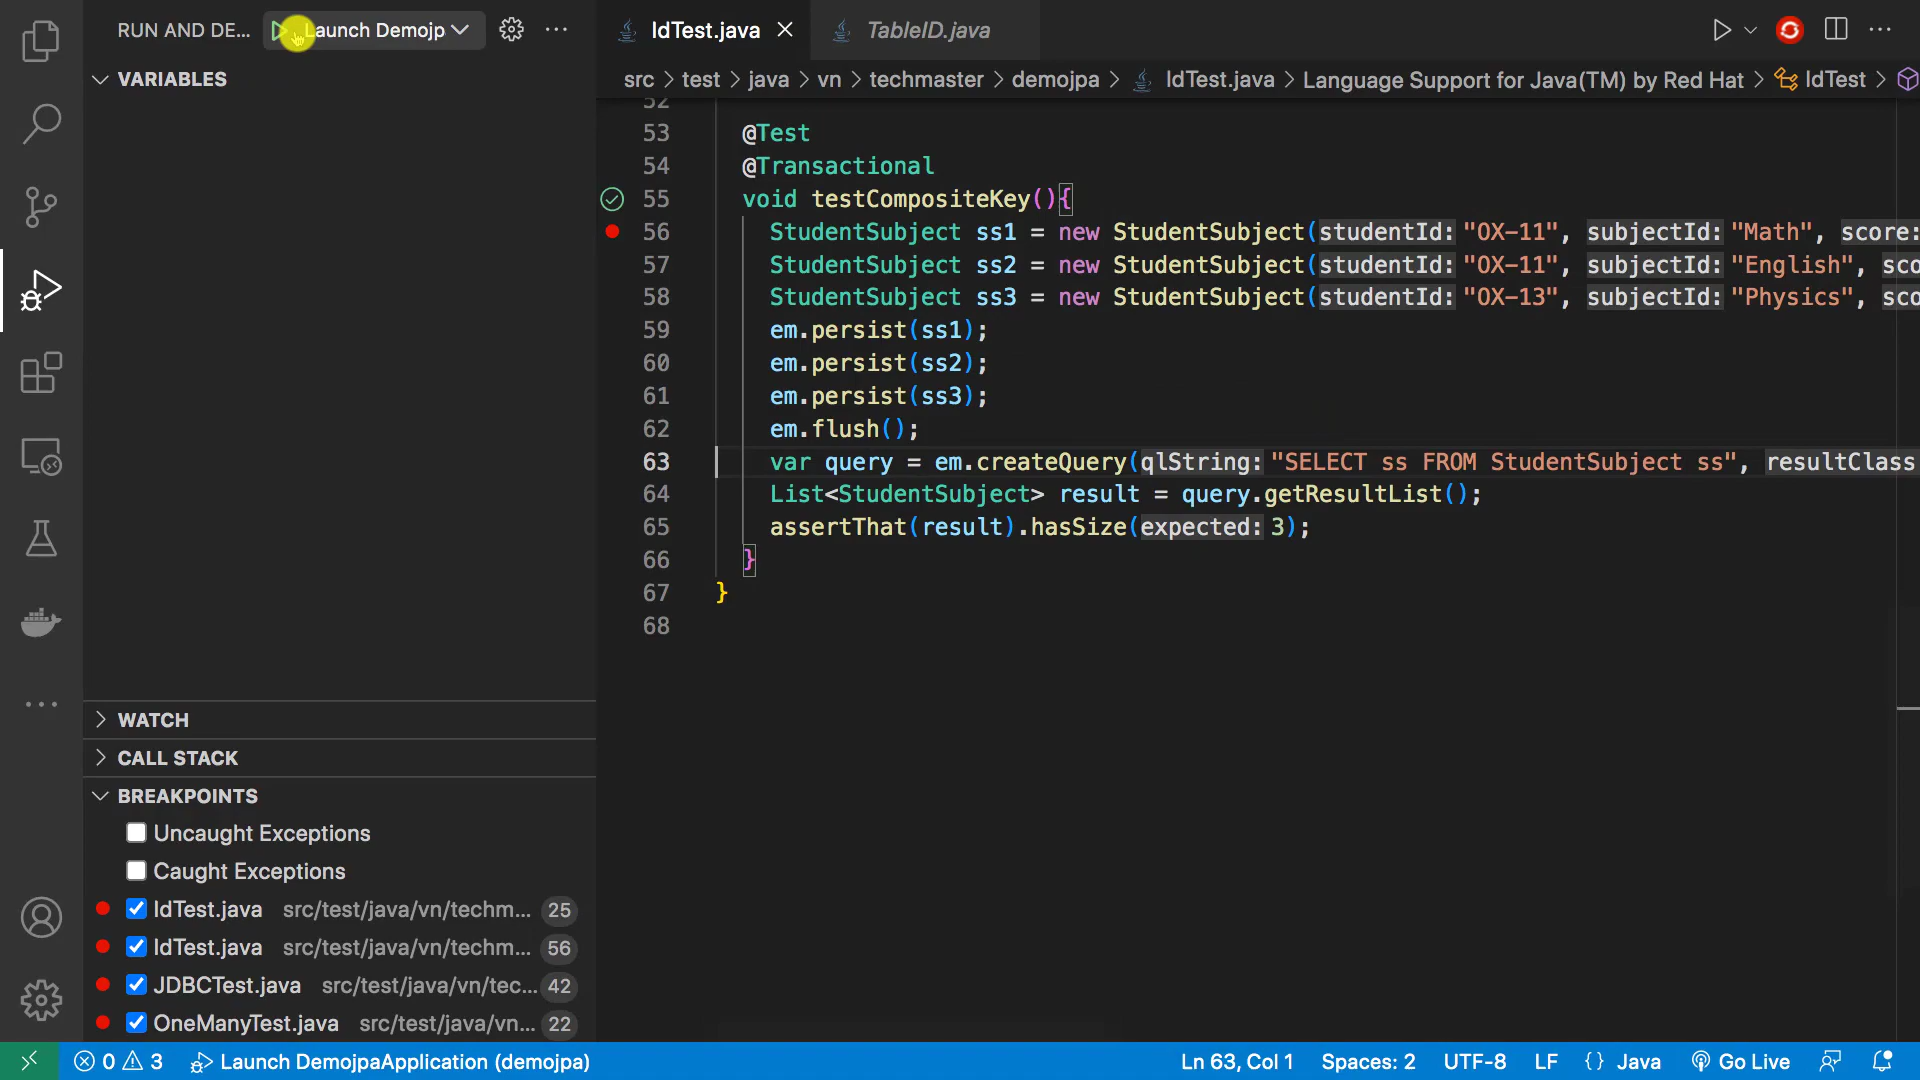 RUN AND DE...
Launch Demojp
IdTest.java
TableID.java
src > test > java > vn > techmaster > demojpa > IdTest.java > Language Support for Java(TM) by Red Hat > IdTest >
VARIABLES
52
53 @Test
54 @Transactional
55 void testCompositeKey(){
56 StudentSubject ss1 = new StudentSubject(studentId: "OX-11", subjectId: "Math", score:
57 StudentSubject ss2 = new StudentSubject(studentId: "OX-11", subjectId: "English", sco
58 StudentSubject ss3 = new StudentSubject(studentId: "OX-13", subjectId: "Physics", sco
59 em.persist(ss1);
60 em.persist(ss2);
61 em.persist(ss3);
62 em.flush();
63 var query = em.createQuery(qlString: "SELECT ss FROM StudentSubject ss", resultClass
64 List<StudentSubject> result = query.getResultList();
65 assertThat(result).hasSize(expected: 3);
66 }
67 }
68
WATCH
CALL STACK
BREAKPOINTS
Uncaught Exceptions
Caught Exceptions
IdTest.java src/test/java/vn/techm... 25
IdTest.java src/test/java/vn/techm... 56
JDBCTest.java src/test/java/vn/tec... 42
OneManyTest.java src/test/java/vn... 22
0 3 Launch DemojpaApplication (demojpa) Ln 63, Col 1 Spaces: 2 UTF-8 LF {} Java Go Live